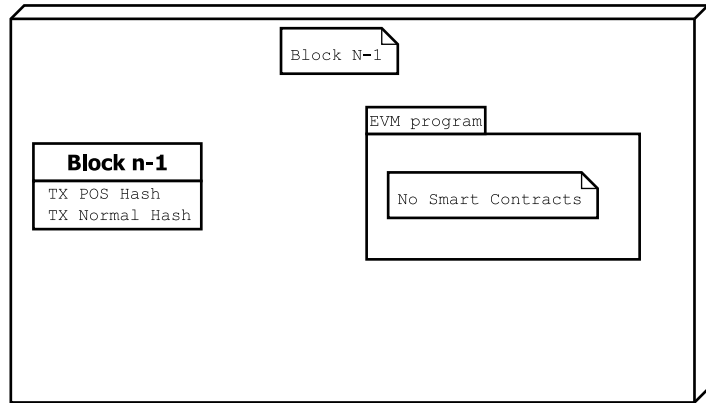 Block N-1
EVM program
Block n-1
TX POS Hash
TX Normal Hash
No Smart Contracts